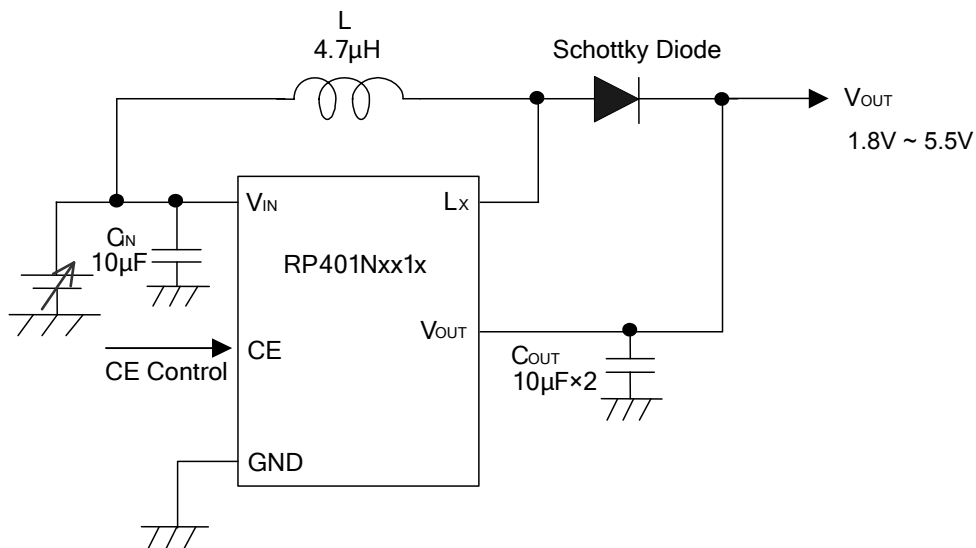 L
4.7µH
Schottky Diode
VOUT
1.8V ~ 5.5V
VIN
LX
CIN
10µF
RP401Nxx1x
VOUT
CE
CE Control
COUT
10µF×2
GND